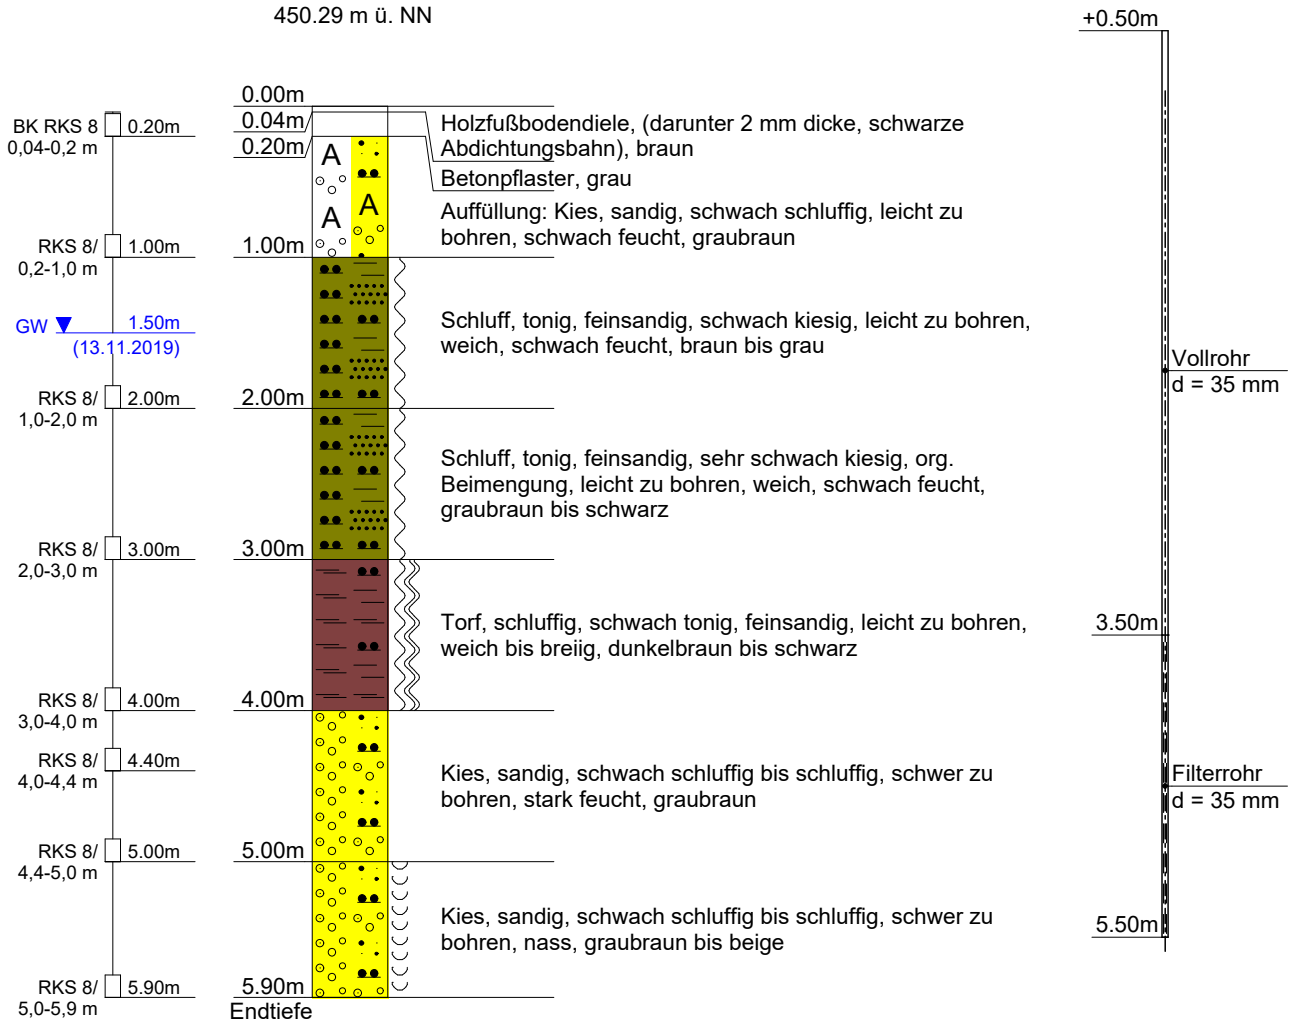 450.29 m ü. NN
+0.50m
0.00m
0.04m
0.20m
BK RKS 8
0,04-0,2 m
0.20m
A
A
A
Holzfußbodendiele, (darunter 2 mm dicke, schwarze
Abdichtungsbahn), braun
Betonpflaster, grau
Auffüllung: Kies, sandig, schwach schluffig, leicht zu
bohren, schwach feucht, graubraun
RKS 8/
0,2-1,0 m
1.00m
1.00m
GW
1.50m
(13.11.2019)
Schluff, tonig, feinsandig, schwach kiesig, leicht zu bohren,
weich, schwach feucht, braun bis grau
Vollrohr
d = 35 mm
RKS 8/
1,0-2,0 m
2.00m
2.00m
Schluff, tonig, feinsandig, sehr schwach kiesig, org.
Beimengung, leicht zu bohren, weich, schwach feucht,
graubraun bis schwarz
RKS 8/
2,0-3,0 m
3.00m
3.00m
Torf, schluffig, schwach tonig, feinsandig, leicht zu bohren,
weich bis breiig, dunkelbraun bis schwarz
3.50m
RKS 8/
3,0-4,0 m
4.00m
4.00m
RKS 8/
4,0-4,4 m
4.40m
Kies, sandig, schwach schluffig bis schluffig, schwer zu
bohren, stark feucht, graubraun
Filterrohr
d = 35 mm
RKS 8/
4,4-5,0 m
5.00m
5.00m
Kies, sandig, schwach schluffig bis schluffig, schwer zu
bohren, nass, graubraun bis beige
5.50m
RKS 8/
5,0-5,9 m
5.90m
5.90m
Endtiefe